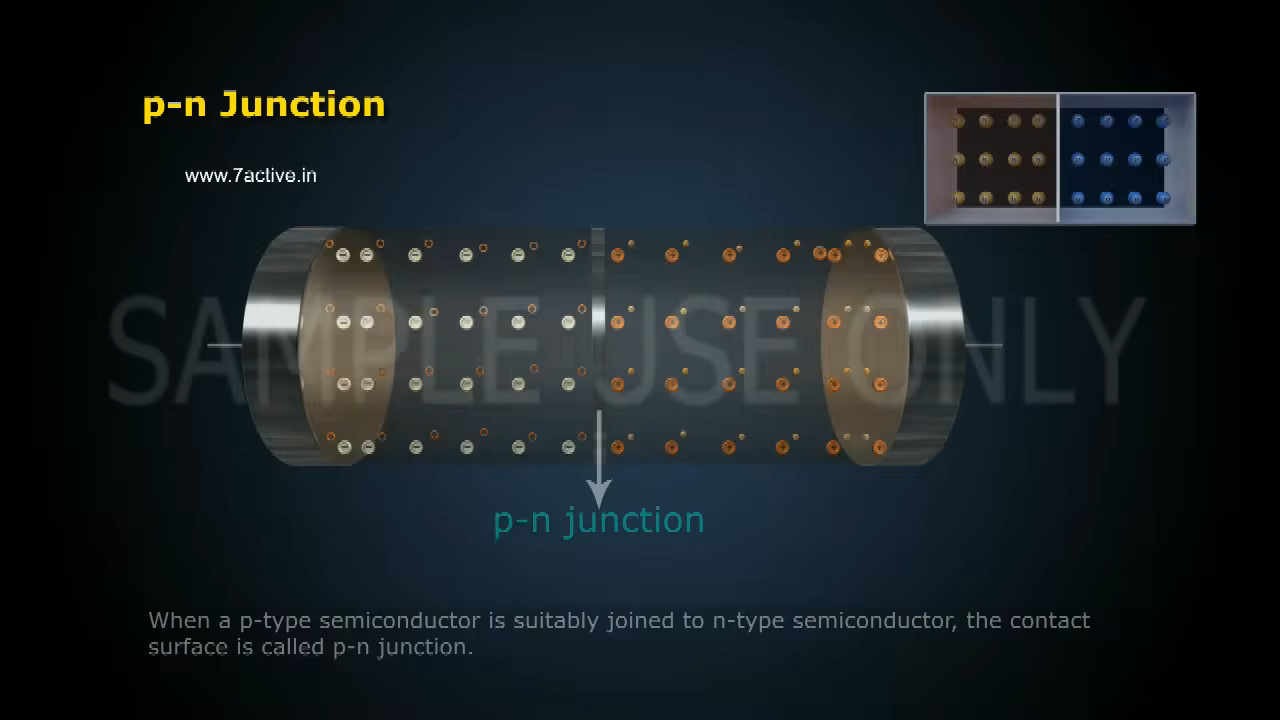 p-n Junction
www.7active.in
SAMPLE USE ONLY
p-n junction
When a p-type semiconductor is suitably joined to n-type semiconductor, the contact
surface is called p-n junction.